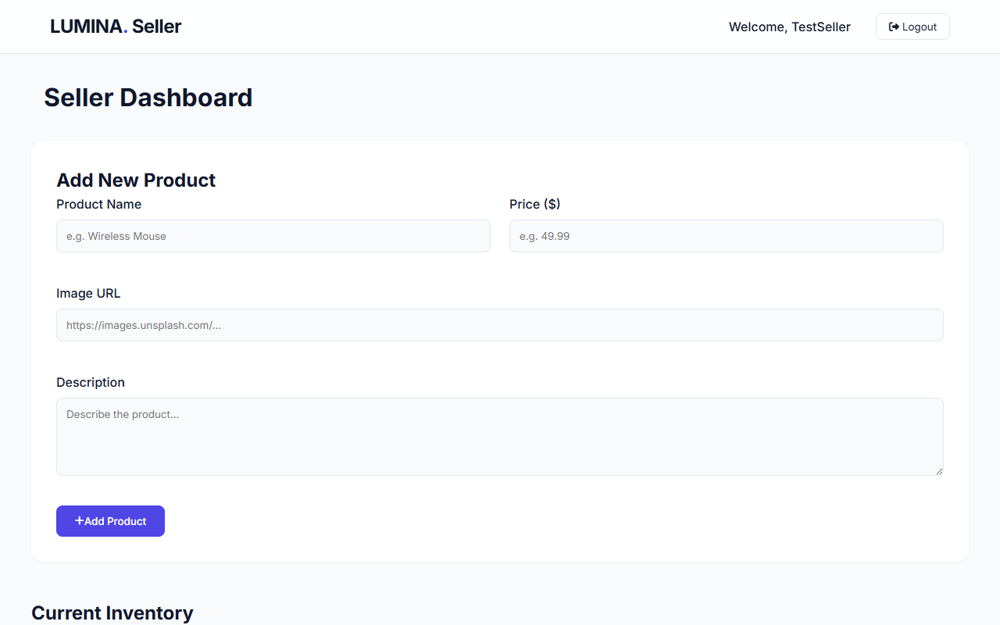 LUMINA. Seller
Welcome, TestSeller
Logout
Seller Dashboard
Add New Product
Product Name
Price ($)
e.g. Wireless Mouse
e.g. 49.99
Image URL
https://images.unsplash.com/...
Description
Describe the product...
+Add Product
Current Inventory